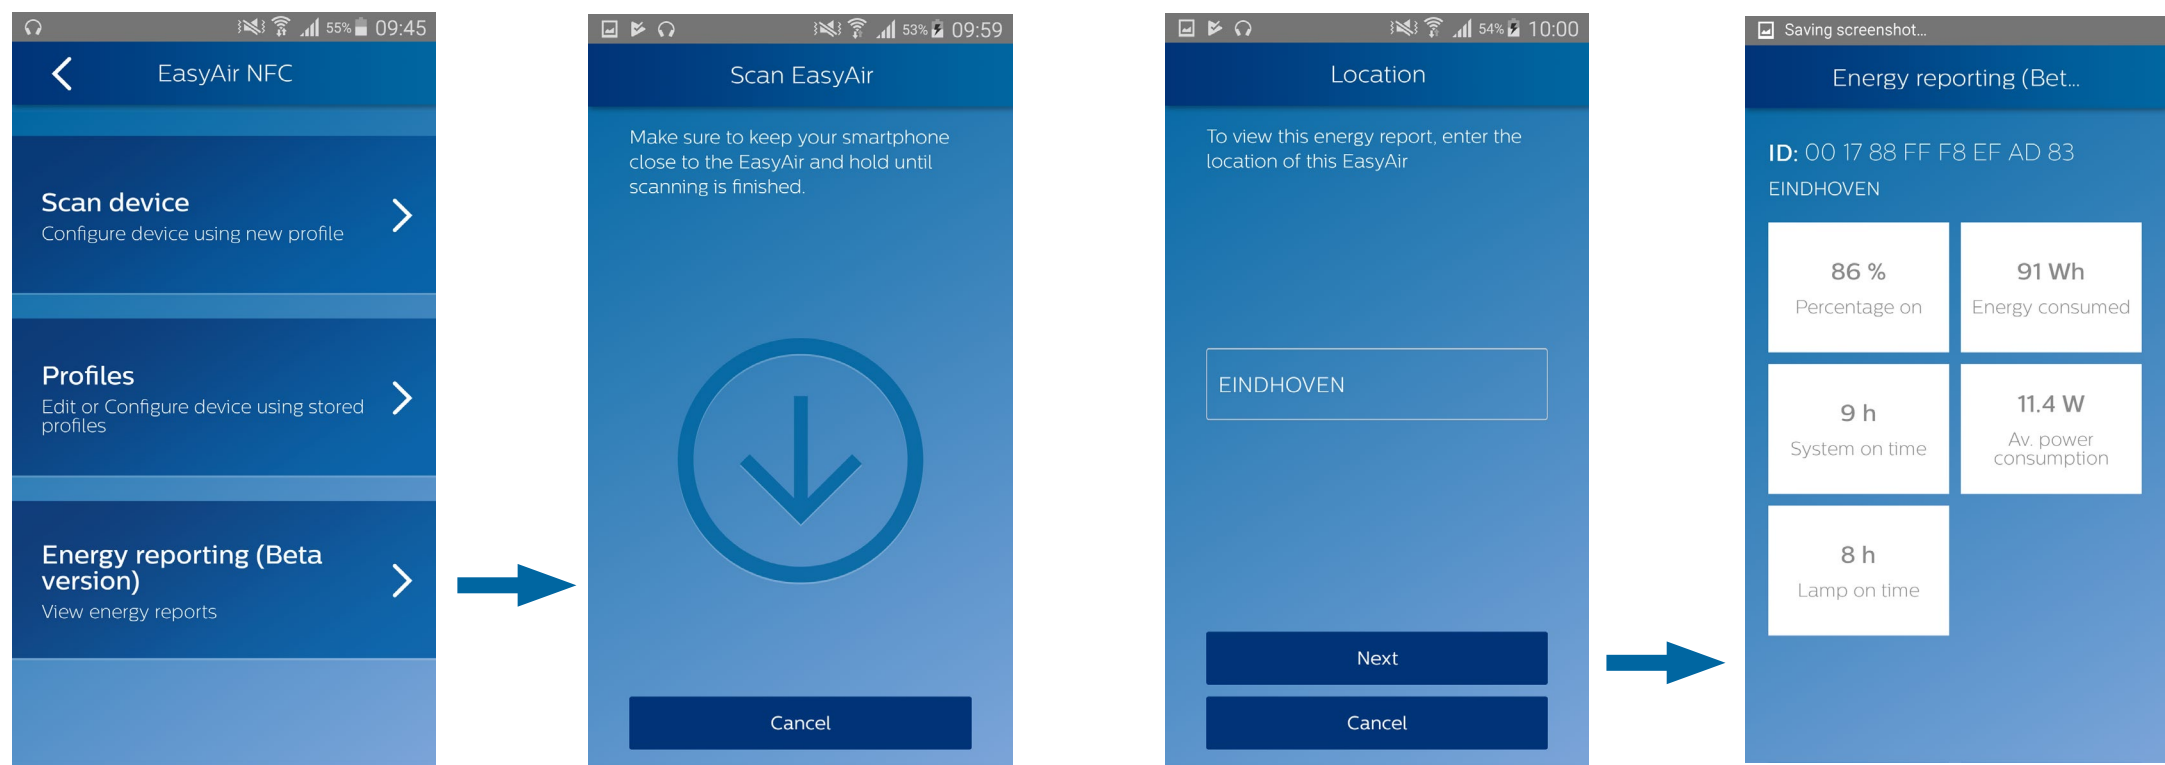 55% 09:45
EasyAir NFC
Scan device
Configure device using new profile
Profiles
Edit or Configure device using stored
profiles
Energy reporting (Beta
version)
View energy reports
53% 09:59
Scan EasyAir
Make sure to keep your smartphone
close to the EasyAir and hold until
scanning is finished.
Cancel
54% 10:00
Location
To view this energy report, enter the
location of this EasyAir
EINDHOVEN
Next
Cancel
Saving screenshot...
Energy reporting (Bet...
ID: 00 17 88 FF F8 EF AD 83
EINDHOVEN
86 %
Percentage on
91 Wh
Energy consumed
9 h
System on time
11.4 W
Av. power
consumption
8 h
Lamp on time